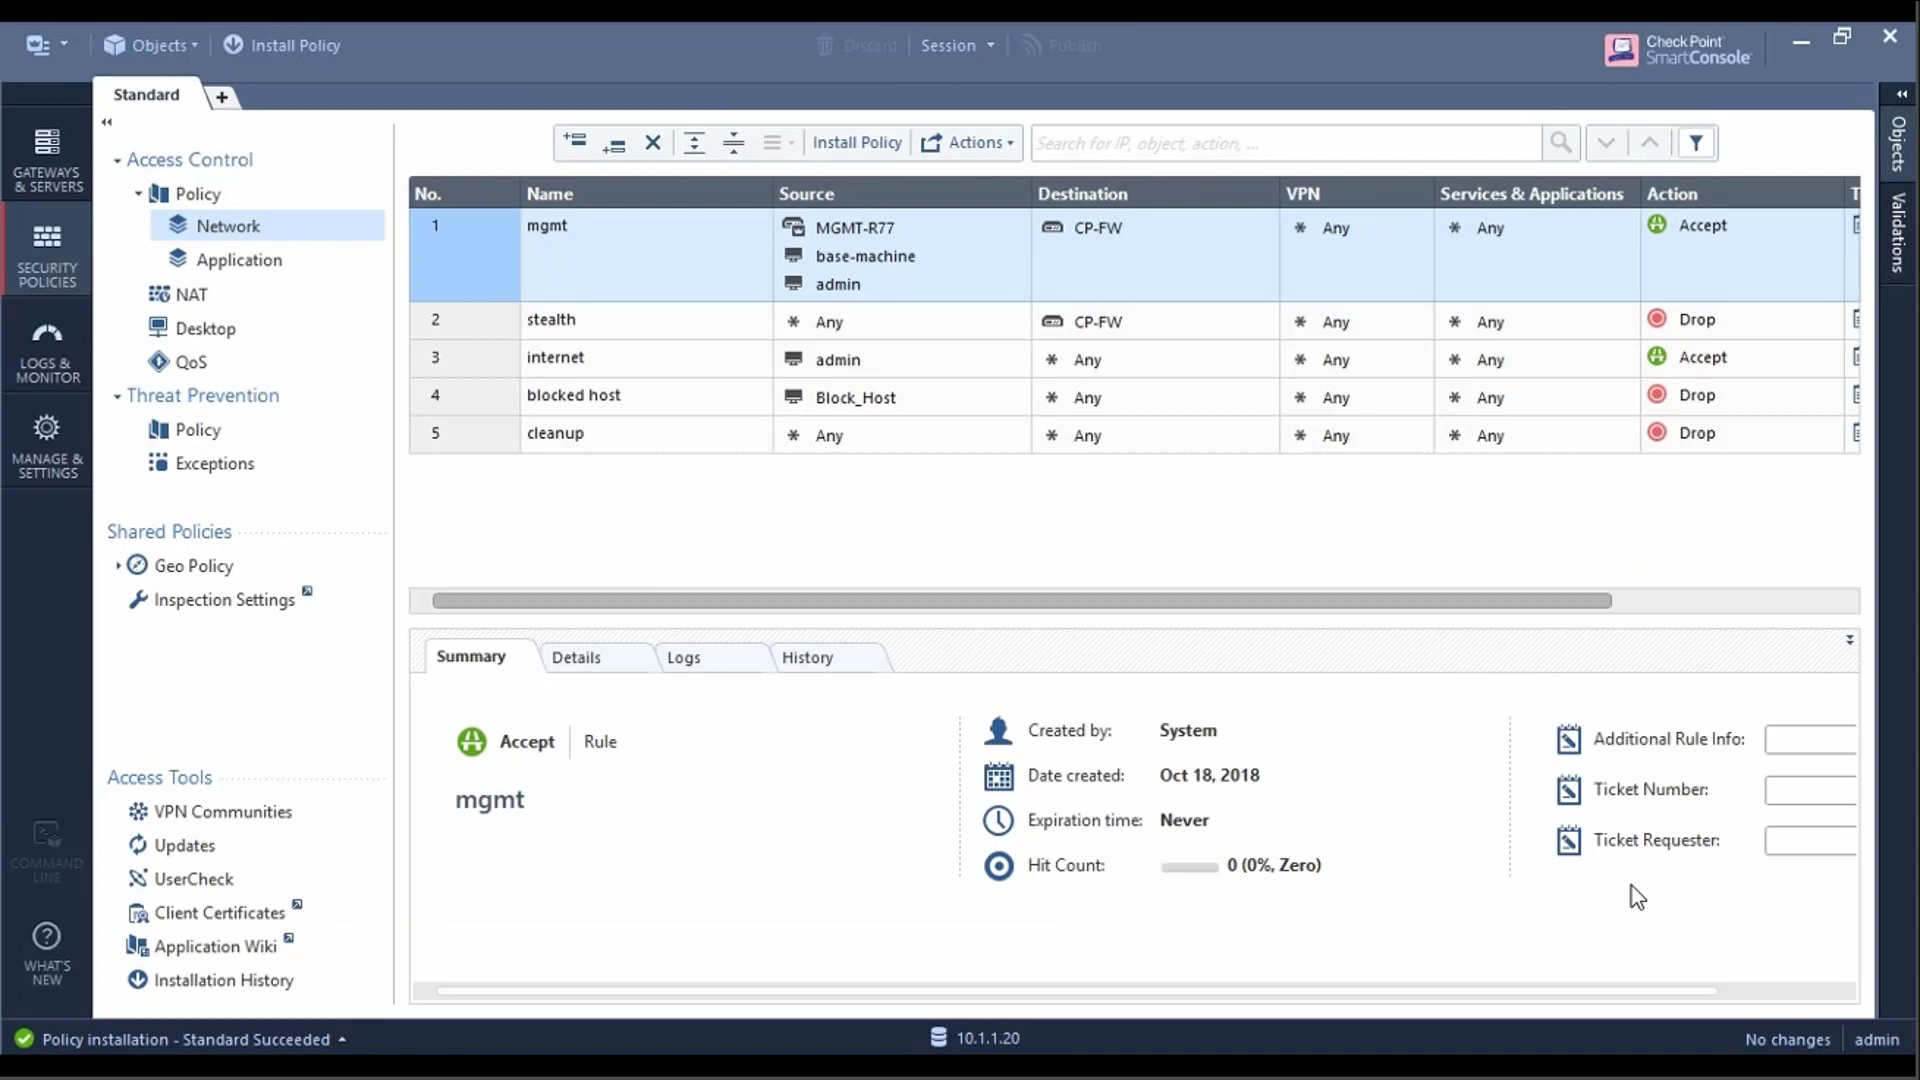 Objects
Install Policy
Discard
Session
Publish
Check Point
SmartConsole
Standard
Install Policy
Actions
Search for IP, object, action, ...
GATEWAYS
& SERVERS
SECURITY
POLICIES
LOGS &
MONITOR
MANAGE &
SETTINGS
COMMAND
LINE
WHAT'S
NEW
Access Control
Policy
Network
Application
NAT
Desktop
QoS
Threat Prevention
Policy
Exceptions
Shared Policies
Geo Policy
Inspection Settings
Access Tools
VPN Communities
Updates
UserCheck
Client Certificates
Application Wiki
Installation History
No. Name Source Destination VPN Services & Applications Action T
1 mgmt MGMT-R77 CP-FW * Any * Any Accept
base-machine
admin
2 stealth * Any CP-FW * Any * Any Drop
3 internet admin * Any * Any * Any Accept
4 blocked host Block_Host * Any * Any * Any Drop
5 cleanup * Any * Any * Any * Any Drop
Summary Details Logs History
Accept Rule
mgmt
Created by: System
Date created: Oct 18, 2018
Expiration time: Never
Hit Count: 0 (0%, Zero)
Additional Rule Info:
Ticket Number:
Ticket Requester:
Objects
Validations
Policy installation - Standard Succeeded
10.1.1.20
No changes
admin